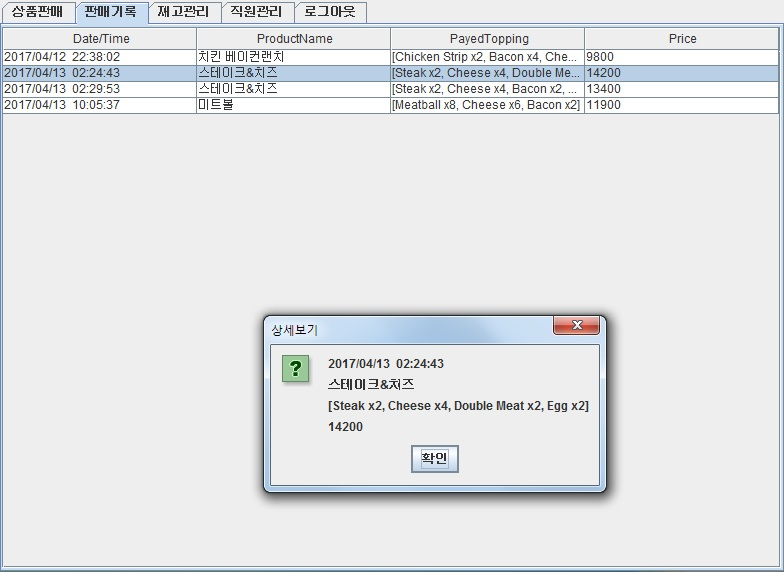 상품판매 판매기록 재고관리 직원관리 로그아웃
Date/Time ProductName PayedTopping Price
2017/04/12 22:38:02 치킨 베이컨랜치 [Chicken Strip x2, Bacon x4, Che... 9800
2017/04/13 02:24:43 스테이크&치즈 [Steak x2, Cheese x4, Double Me... 14200
2017/04/13 02:29:53 스테이크&치즈 [Steak x2, Cheese x4, Bacon x2, ... 13400
2017/04/13 10:05:37 미트볼 [Meatball x8, Cheese x6, Bacon x2] 11900
상세보기
2017/04/13 02:24:43
스테이크&치즈
[Steak x2, Cheese x4, Double Meat x2, Egg x2]
14200
확인